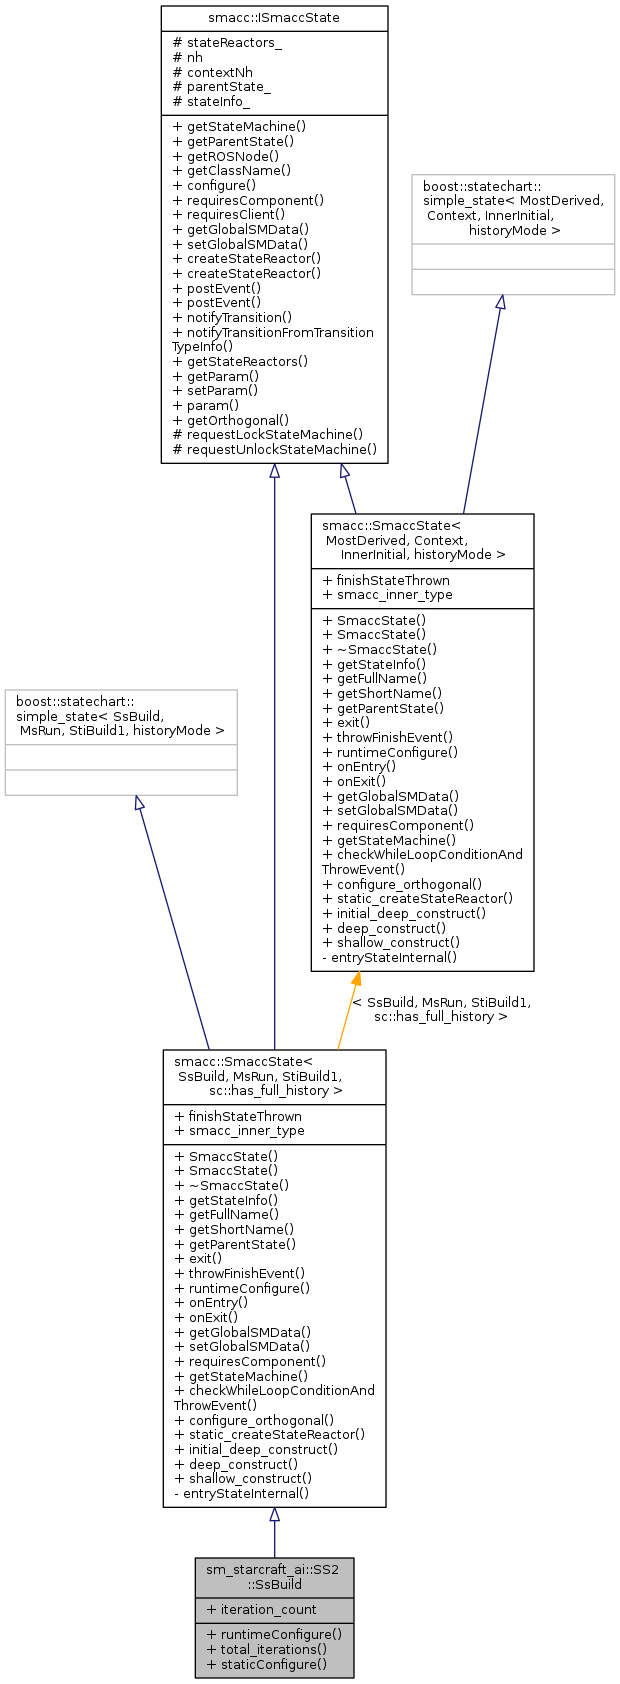 smacc::ISmaccState
# stateReactors_
# nh
# contextNh
# parentState_
# stateInfo_
+ getStateMachine()
+ getParentState()
+ getROSNode()
+ getClassName()
+ configure()
+ requiresComponent()
+ requiresClient()
+ getGlobalSMData()
+ setGlobalSMData()
+ createStateReactor()
+ createStateReactor()
+ postEvent()
+ postEvent()
+ notifyTransition()
+ notifyTransitionFromTransition
TypeInfo()
+ getStateReactors()
+ getParam()
+ setParam()
+ param()
+ getOrthogonal()
# requestLockStateMachine()
# requestUnlockStateMachine()
boost::statechart::
simple_state< MostDerived,
Context, InnerInitial,
historyMode >
smacc::SmaccState<
MostDerived, Context,
InnerInitial, historyMode >
+ finishStateThrown
+ smacc_inner_type
+ SmaccState()
+ SmaccState()
+ ~SmaccState()
+ getStateInfo()
+ getFullName()
+ getShortName()
+ getParentState()
+ exit()
+ throwFinishEvent()
+ runtimeConfigure()
+ onEntry()
+ onExit()
+ getGlobalSMData()
+ setGlobalSMData()
+ requiresComponent()
+ getStateMachine()
+ checkWhileLoopConditionAnd
ThrowEvent()
+ configure_orthogonal()
+ static_createStateReactor()
+ initial_deep_construct()
+ deep_construct()
+ shallow_construct()
- entryStateInternal()
boost::statechart::
simple_state< SsBuild,
MsRun, StiBuild1, historyMode >
< SsBuild, MsRun, StiBuild1,
sc::has_full_history >
smacc::SmaccState<
SsBuild, MsRun, StiBuild1,
sc::has_full_history >
+ finishStateThrown
+ smacc_inner_type
+ SmaccState()
+ SmaccState()
+ ~SmaccState()
+ getStateInfo()
+ getFullName()
+ getShortName()
+ getParentState()
+ exit()
+ throwFinishEvent()
+ runtimeConfigure()
+ onEntry()
+ onExit()
+ getGlobalSMData()
+ setGlobalSMData()
+ requiresComponent()
+ getStateMachine()
+ checkWhileLoopConditionAnd
ThrowEvent()
+ configure_orthogonal()
+ static_createStateReactor()
+ initial_deep_construct()
+ deep_construct()
+ shallow_construct()
- entryStateInternal()
sm_starcraft_ai::SS2
::SsBuild
+ iteration_count
+ runtimeConfigure()
+ total_iterations()
+ staticConfigure()